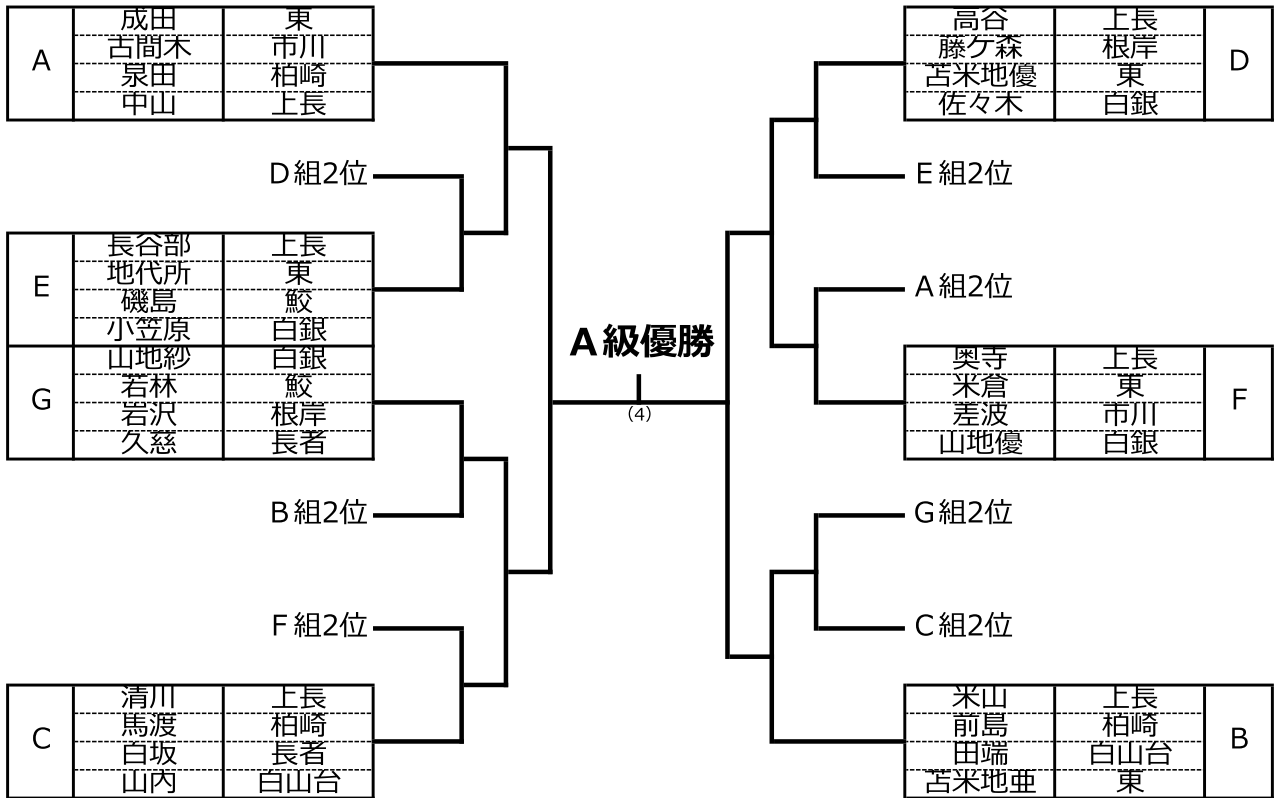 A
成田 東
古間木 市川
泉田 柏崎
中山 上長
D組2位
E
長谷部 上長
地代所 東
磯島 鮫
小笠原 白銀
G
山地紗 白銀
若林 鮫
岩沢 根岸
久慈 長者
B組2位
F組2位
C
清川 上長
馬渡 柏崎
白坂 長者
山内 白山台
A級優勝
(4)
高谷 上長
藤ケ森 根岸
苫米地優 東
佐々木 白銀
D
E組2位
A組2位
奥寺 上長
米倉 東
差波 市川
山地優 白銀
F
G組2位
C組2位
米山 上長
前島 柏崎
田端 白山台
苫米地亜 東
B